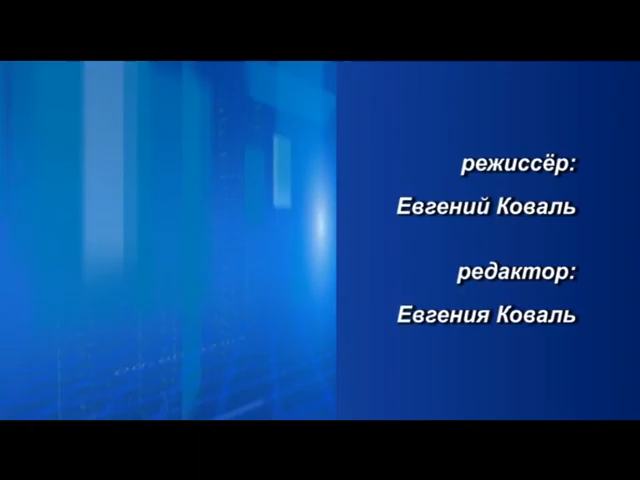 режиссёр:
Евгений Коваль
редактор:
Евгения Коваль